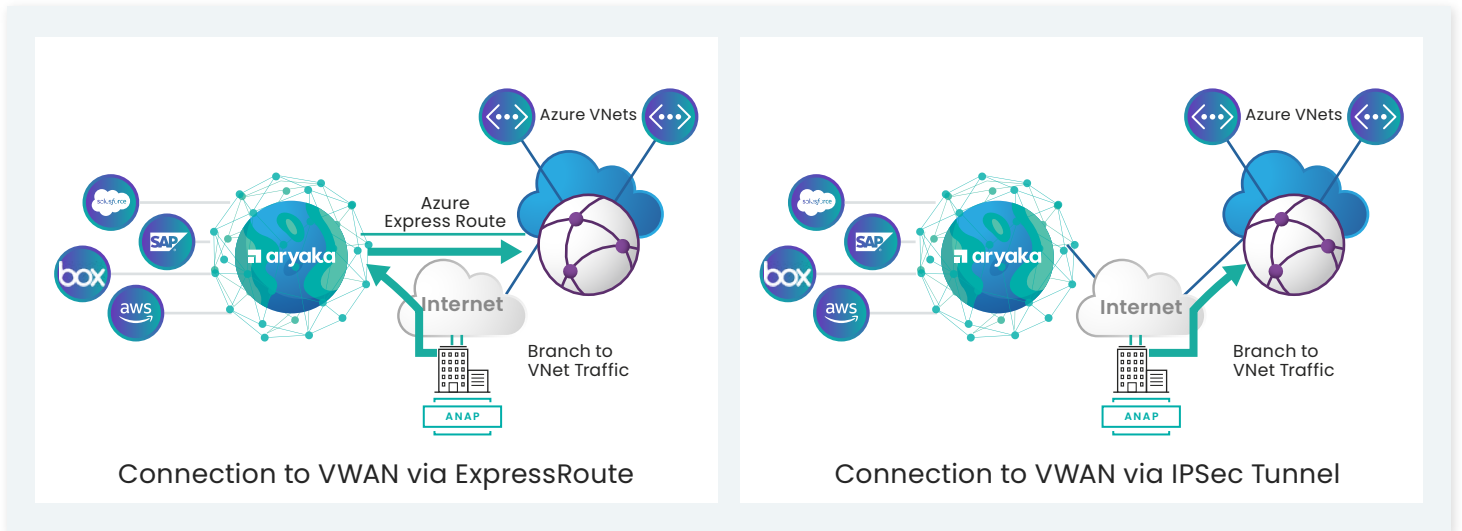 Azure VNets
Azure
Express Route
salesforce
SAP
box
aws
aryaka
Internet
Branch to
VNet Traffic
ANAP
Connection to VWAN via ExpressRoute
Azure VNets
salesforce
SAP
box
aws
aryaka
Internet
Branch to
VNet Traffic
ANAP
Connection to VWAN via IPSec Tunnel